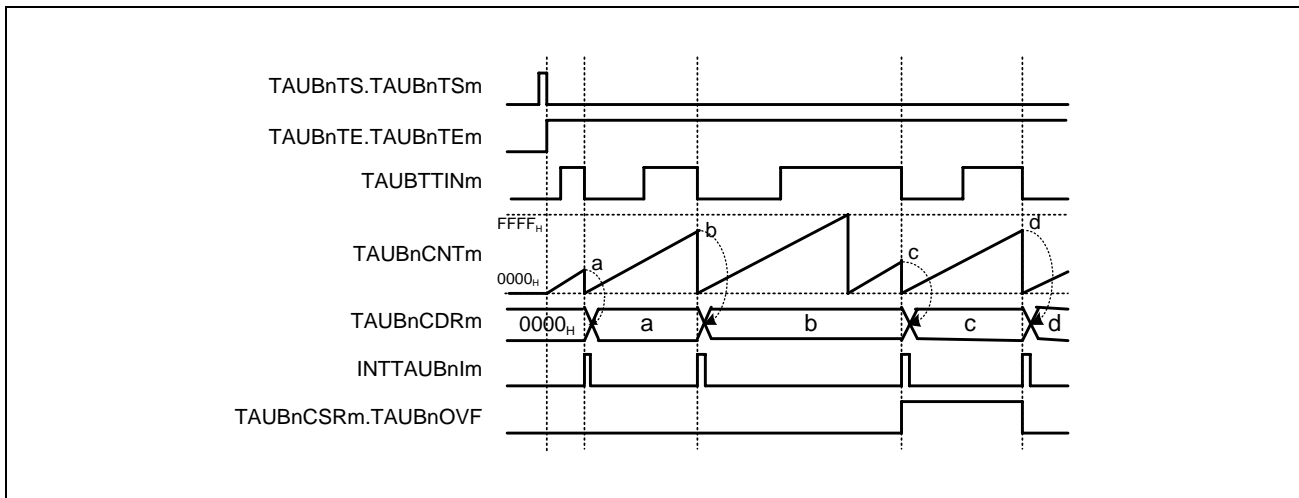 TAUBnTS.TAUBnTSm
TAUBnTE.TAUBnTEm
TAUBTTINm
FFFFH
TAUBnCNTm
0000H
a
b
c
d
TAUBnCDRm
0000H
a
b
c
d
INTTAUBnIm
TAUBnCSRm.TAUBnOVF